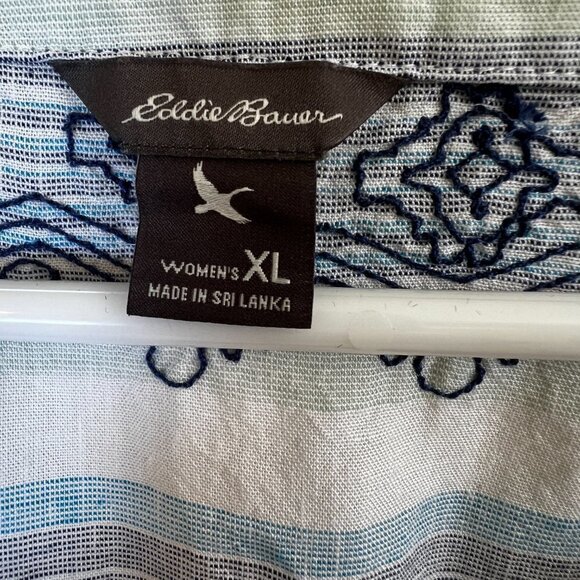 Eddie Bauer
WOMEN'S XL
MADE IN SRI LANKA